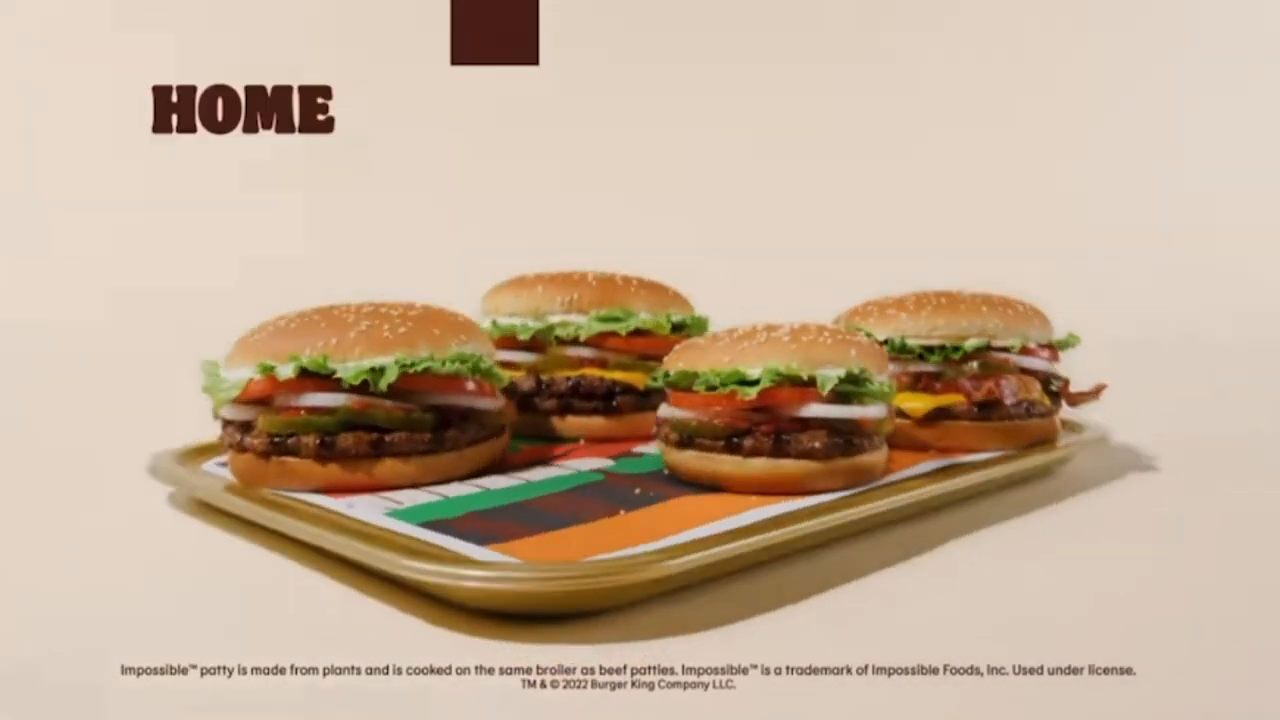 HOME
Impossible™ patty is made from plants and is cooked on the same broiler as beef patties. Impossible™ is a trademark of Impossible Foods, Inc. Used under license.
TM & © 2022 Burger King Company LLC.